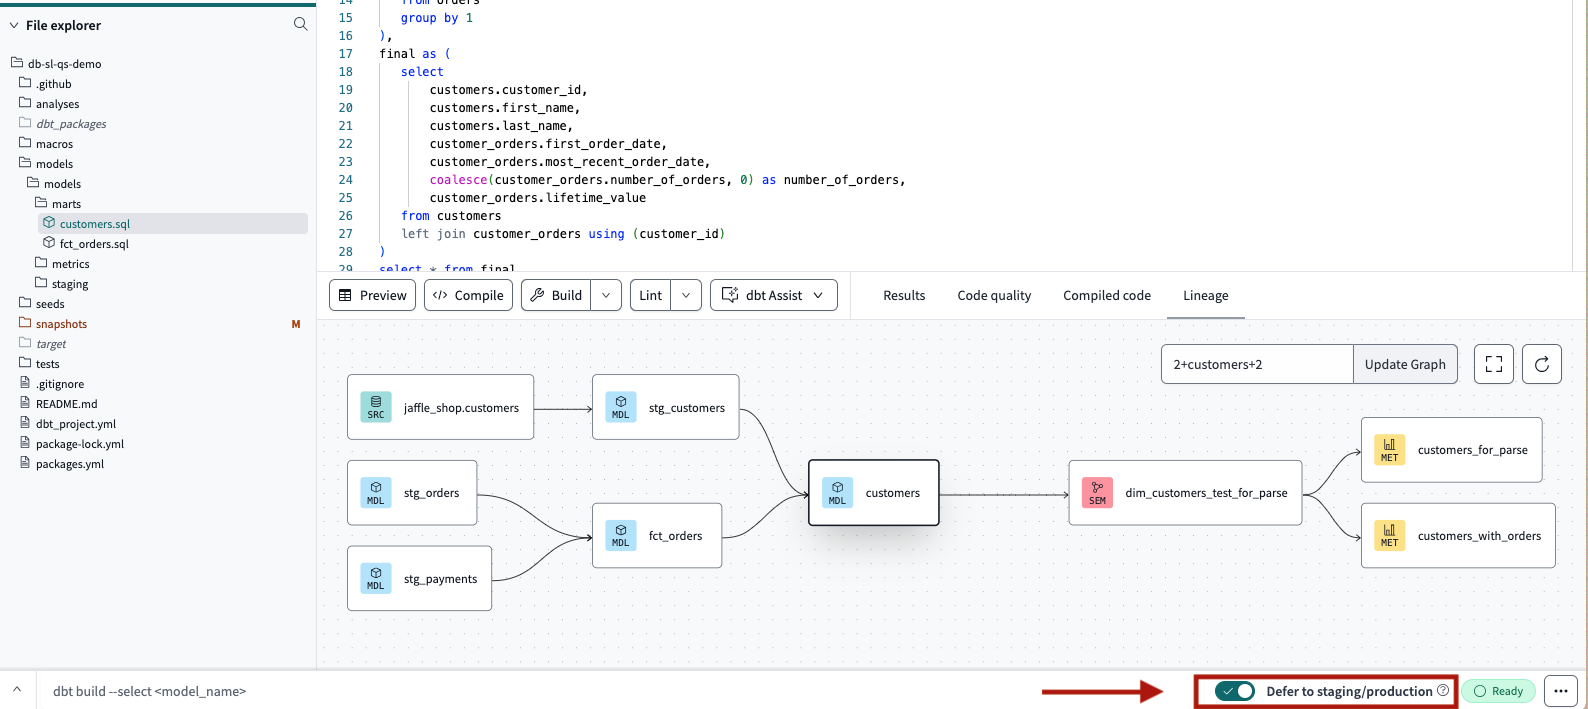 File explorer
db-sl-qs-demo
.github
analyses
dbt_packages
macros
models
models
marts
customers.sql
fct_orders.sql
metrics
staging
seeds
snapshots M
target
tests
.gitignore
README.md
dbt_project.yml
package-lock.yml
packages.yml
14 from orders
15 group by 1
16 ),
17 final as (
18 select
19 customers.customer_id,
20 customers.first_name,
21 customers.last_name,
22 customer_orders.first_order_date,
23 customer_orders.most_recent_order_date,
24 coalesce(customer_orders.number_of_orders, 0) as number_of_orders,
25 customer_orders.lifetime_value
26 from customers
27 left join customer_orders using (customer_id)
28 )
29 select * from final
Preview </> Compile Build Lint dbt Assist Results Code quality Compiled code Lineage
2+customers+2 Update Graph
SRC jaffle_shop.customers
MDL stg_customers
MDL stg_orders
MDL fct_orders
MDL stg_payments
MDL customers
SEM dim_customers_test_for_parse
MET customers_for_parse
MET customers_with_orders
dbt build --select <model_name>
Defer to staging/production ? Ready ...